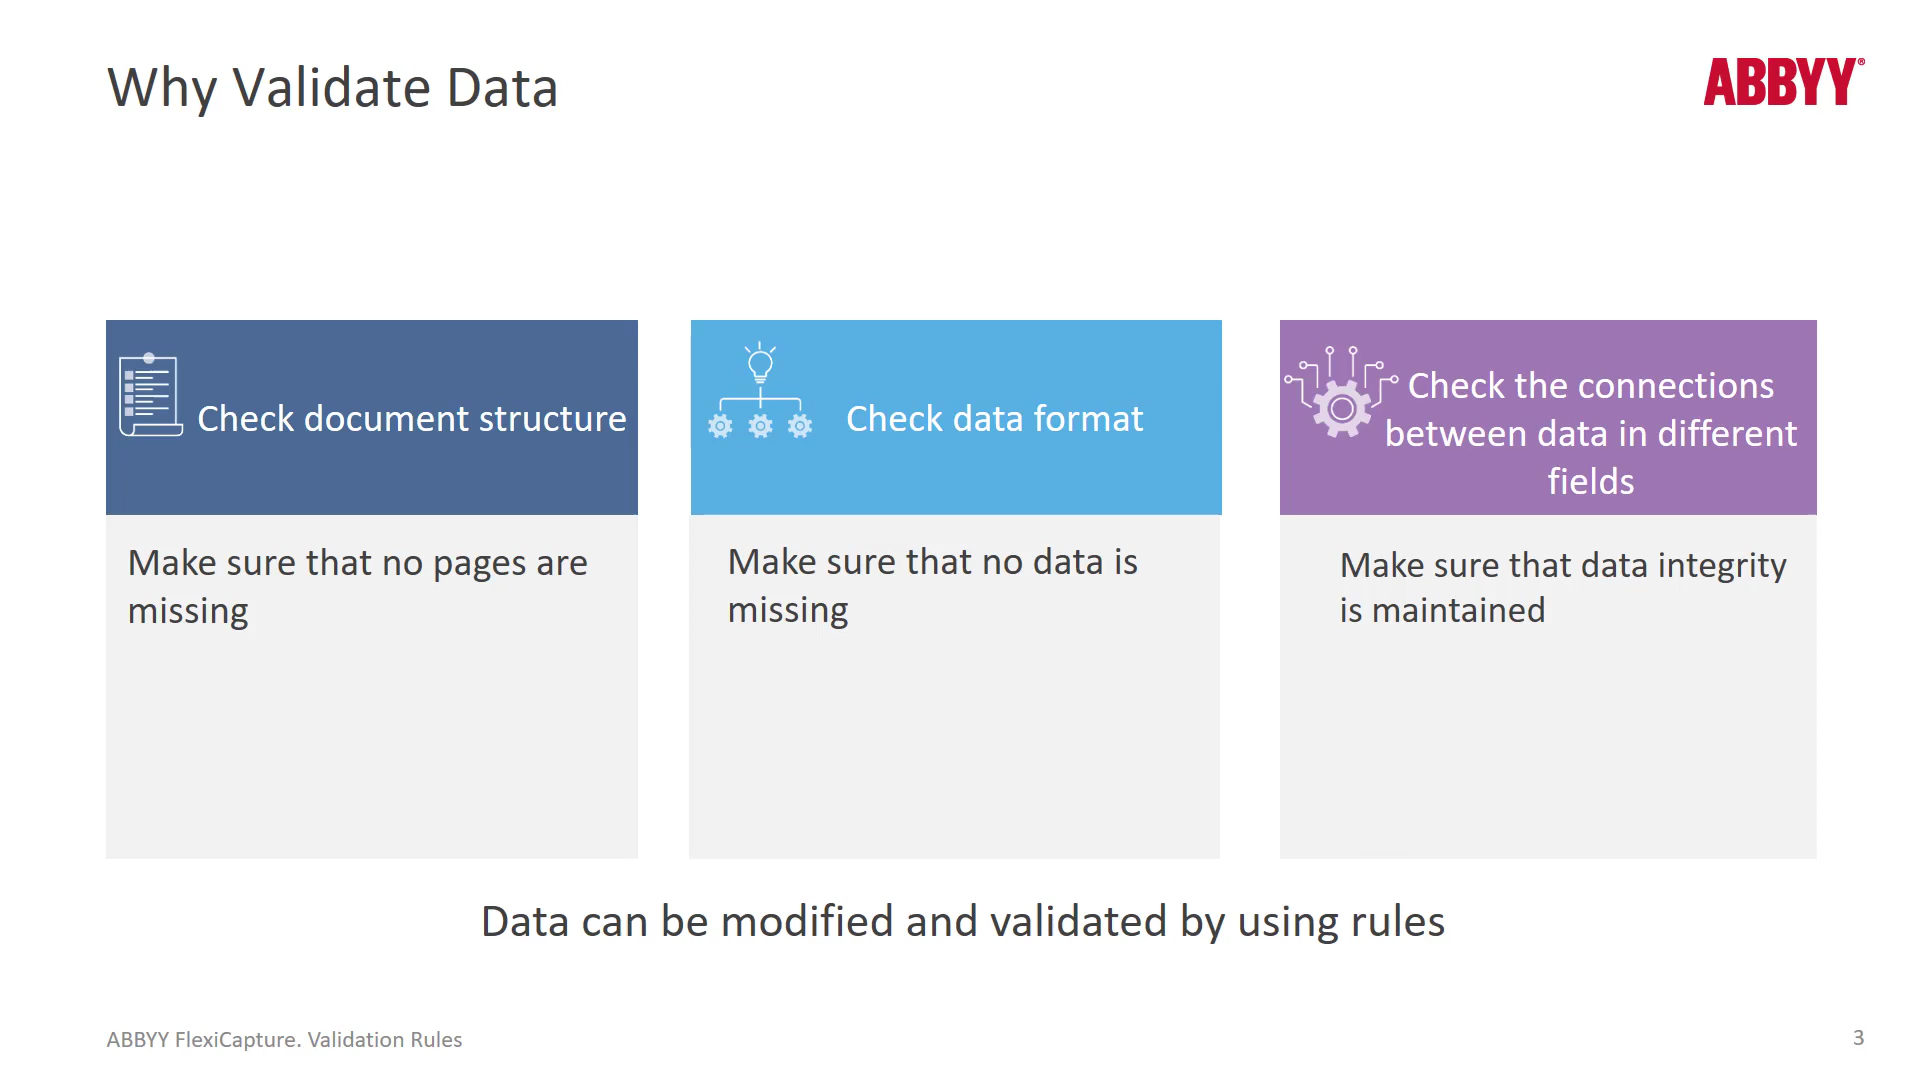 Why Validate Data
ABBYY®
Check document structure
Make sure that no pages are
missing
Check data format
Make sure that no data is
missing
Check the connections
between data in different
fields
Make sure that data integrity
is maintained
Data can be modified and validated by using rules
ABBYY FlexiCapture. Validation Rules
3